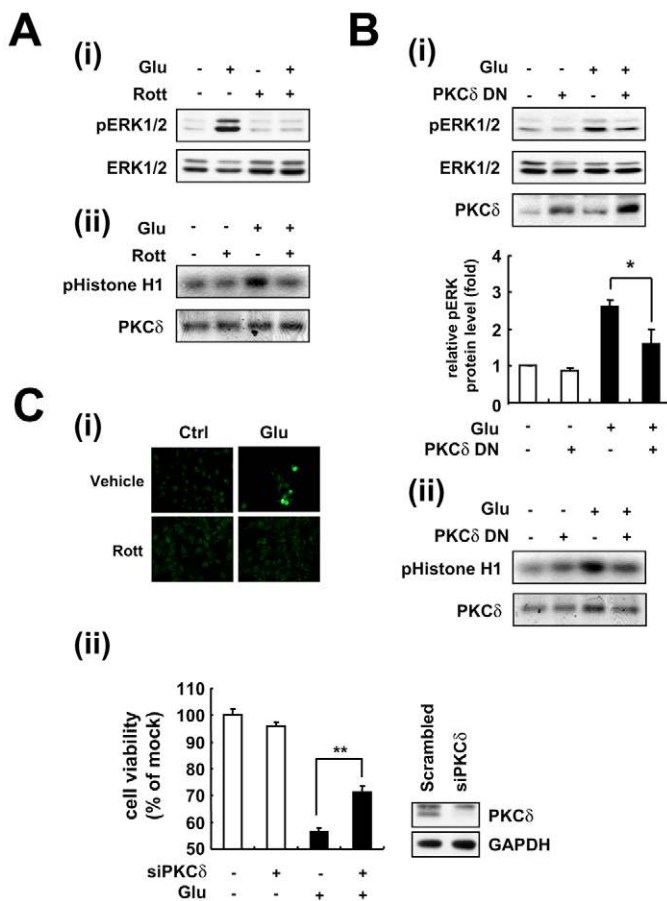 A
(i)
Glu - + - +
Rott - - + +
pERK1/2
ERK1/2
(ii)
Glu - - + +
Rott - + - +
pHistone H1
PKCδ
B
(i)
Glu - - + +
PKCδ DN - + - +
pERK1/2
ERK1/2
PKCδ
relative pERK
protein level (fold)
4
3
2
1
0
*
Glu - - + +
PKCδ DN - + - +
(ii)
Glu - - + +
PKCδ DN - + - +
pHistone H1
PKCδ
C
(i)
Ctrl Glu
Vehicle
Rott
(ii)
cell viability
(% of mock)
110
100
90
80
70
60
50
**
siPKCδ - + - +
Glu - - + +
Scrambled
siPKCδ
PKCδ
GAPDH